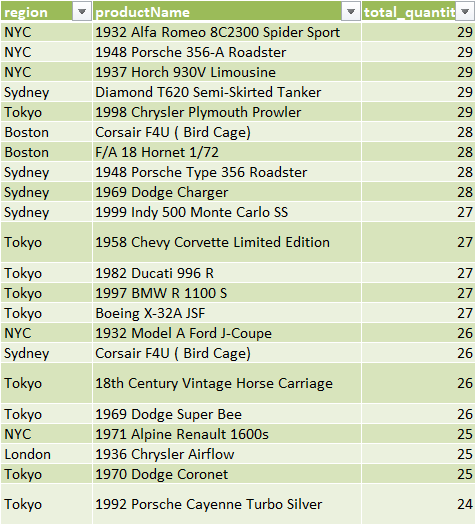 region productName total_quantit
NYC 1932 Alfa Romeo 8C2300 Spider Sport 29
NYC 1948 Porsche 356-A Roadster 29
NYC 1937 Horch 930V Limousine 29
Sydney Diamond T620 Semi-Skirted Tanker 29
Tokyo 1998 Chrysler Plymouth Prowler 29
Boston Corsair F4U ( Bird Cage) 28
Boston F/A 18 Hornet 1/72 28
Sydney 1948 Porsche Type 356 Roadster 28
Sydney 1969 Dodge Charger 28
Sydney 1999 Indy 500 Monte Carlo SS 27
Tokyo 1958 Chevy Corvette Limited Edition 27
Tokyo 1982 Ducati 996 R 27
Tokyo 1997 BMW R 1100 S 27
Tokyo Boeing X-32A JSF 27
NYC 1932 Model A Ford J-Coupe 26
Sydney Corsair F4U ( Bird Cage) 26
Tokyo 18th Century Vintage Horse Carriage 26
Tokyo 1969 Dodge Super Bee 26
NYC 1971 Alpine Renault 1600s 25
London 1936 Chrysler Airflow 25
Tokyo 1970 Dodge Coronet 25
Tokyo 1992 Porsche Cayenne Turbo Silver 24